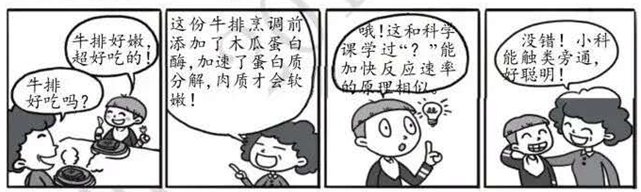 牛排好嫩，
超好吃的！
牛排
好吃吗？
这份牛排烹调前
添加了木瓜蛋白
酶，加速了蛋白质
分解，肉质才会软
嫩！
哦！这和科学
课学过“？”能
加快反应速率
的原理相似。
没错！小科
能触类旁通，
好聪明！